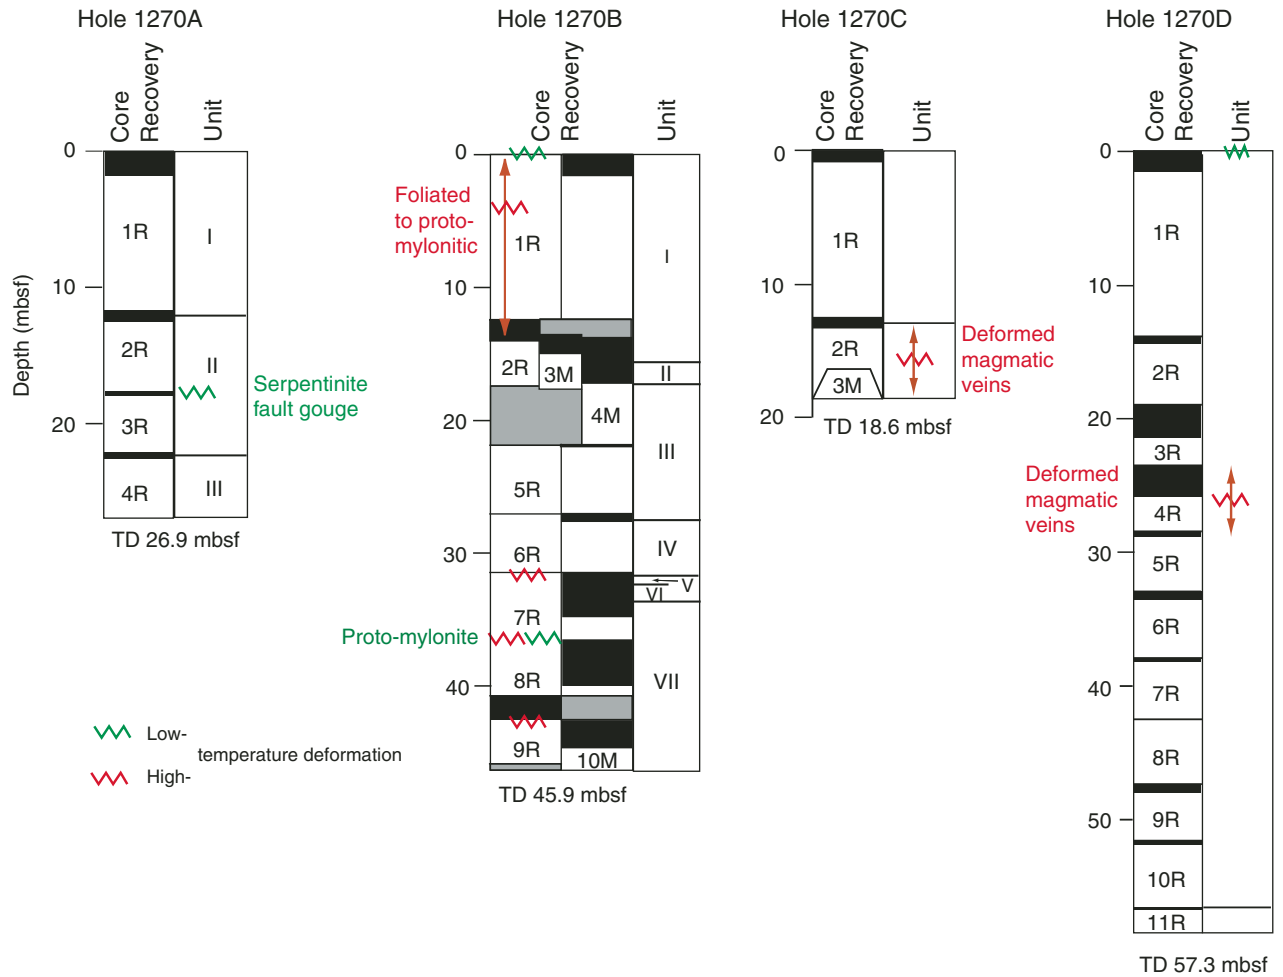 Hole 1270A
Core
Recovery
Unit
Depth (mbsf)
0
10
20
1R
2R
3R
4R
I
II
III
Serpentinite
fault gouge
TD 26.9 mbsf
Hole 1270B
Core
Recovery
Unit
0
10
20
30
40
Foliated
to proto-
mylonitic
1R
2R
3M
4M
5R
6R
7R
8R
9R
10M
I
II
III
IV
V
VI
VII
Proto-mylonite
TD 45.9 mbsf
Hole 1270C
Core
Recovery
Unit
0
10
20
1R
2R
3M
Deformed
magmatic
veins
TD 18.6 mbsf
Hole 1270D
Core
Recovery
Unit
0
10
20
30
40
50
1R
2R
3R
4R
5R
6R
7R
8R
9R
10R
11R
Deformed
magmatic
veins
TD 57.3 mbsf
Low-
temperature deformation
High-